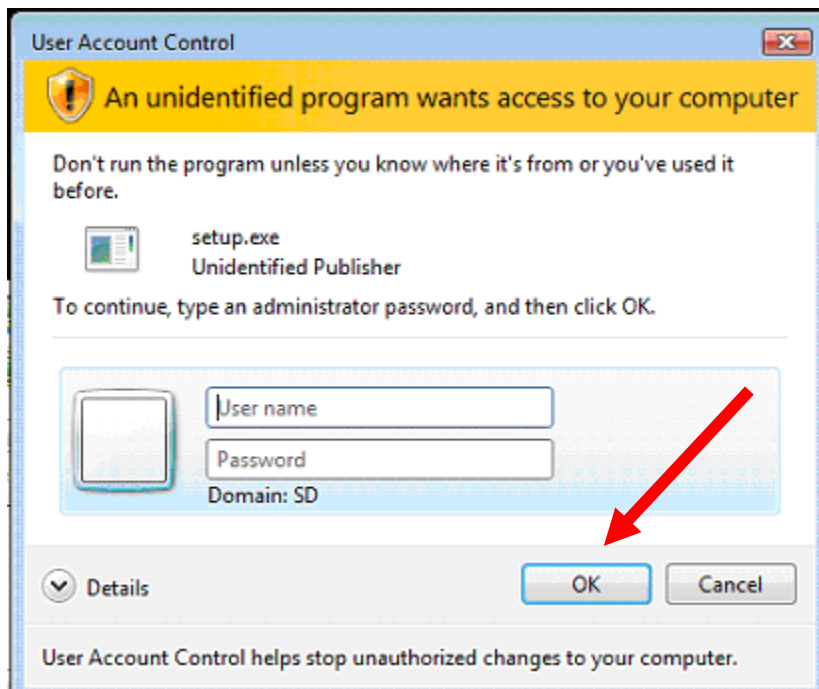 User Account Control
An unidentified program wants access to your computer
Don't run the program unless you know where it's from or you've used it
before.
setup.exe
Unidentified Publisher
To continue, type an administrator password, and then click OK.
User name
Password
Domain: SD
Details
OK
Cancel
User Account Control helps stop unauthorized changes to your computer.